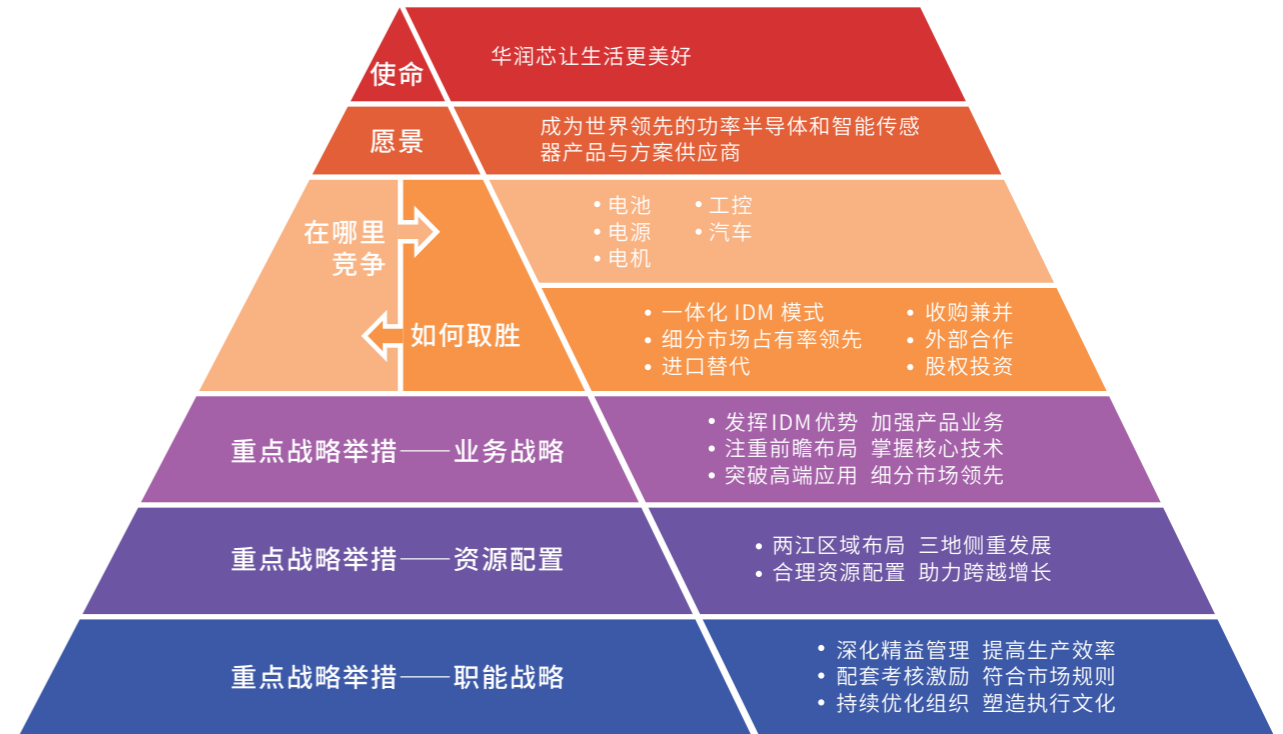 使命
华润芯让生活更美好
愿景
成为世界领先的功率半导体和智能传感
器产品与方案供应商
在哪里
竞争
• 电池
• 电源
• 电机
• 工控
• 汽车
如何取胜
• 一体化 IDM 模式
• 细分市场占有率领先
• 进口替代
• 收购兼并
• 外部合作
• 股权投资
重点战略举措——业务战略
• 发挥IDM优势 加强产品业务
• 注重前瞻布局 掌握核心技术
• 突破高端应用 细分市场领先
重点战略举措——资源配置
• 两江区域布局 三地侧重发展
• 合理资源配置 助力跨越增长
重点战略举措——职能战略
• 深化精益管理 提高生产效率
• 配套考核激励 符合市场规则
• 持续优化组织 塑造执行文化